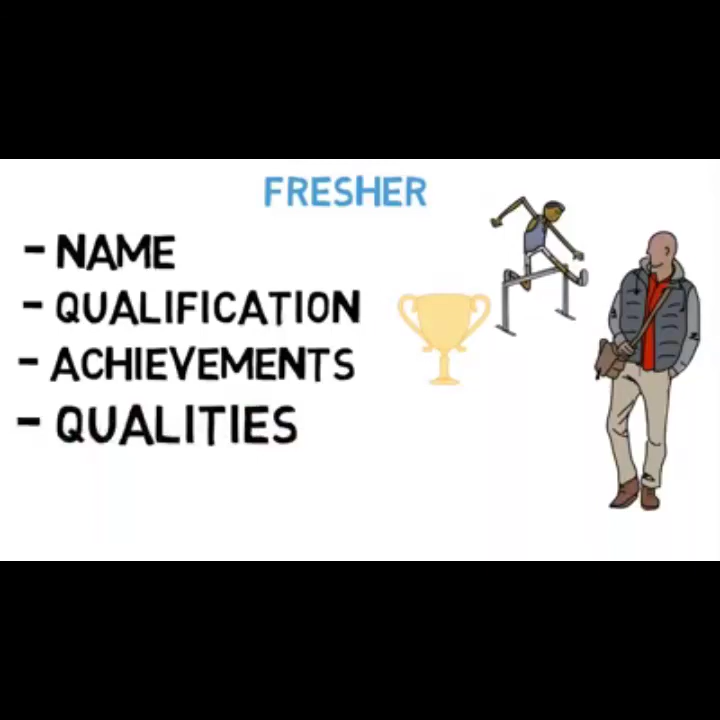 FRESHER
- NAME
- QUALIFICATION
- ACHIEVEMENTS
- QUALITIES